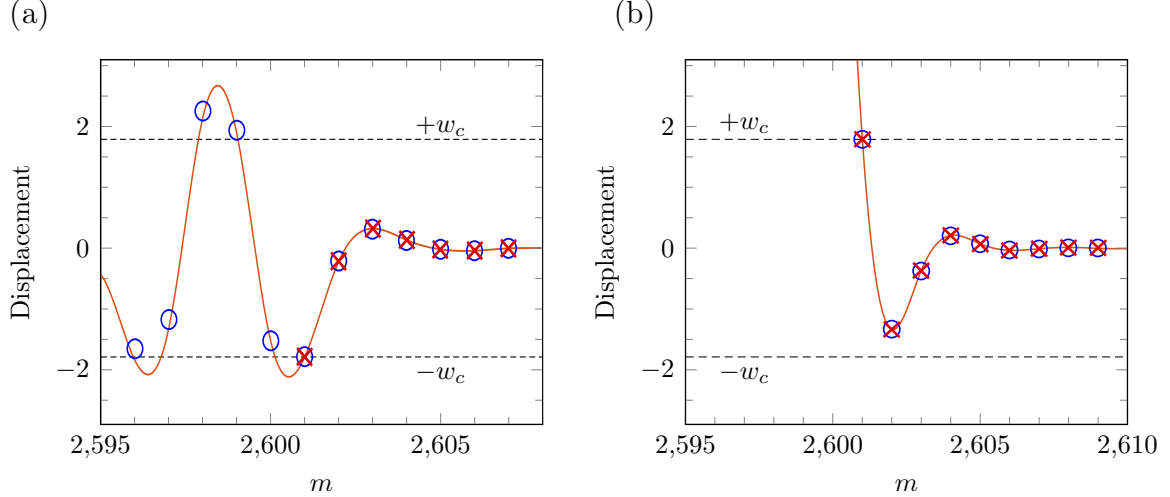 (a)
Displacement
2
0
−2
+w_c
−w_c
2,595
2,600
2,605
m
(b)
Displacement
2
0
−2
+w_c
−w_c
2,595
2,600
2,605
2,610
m